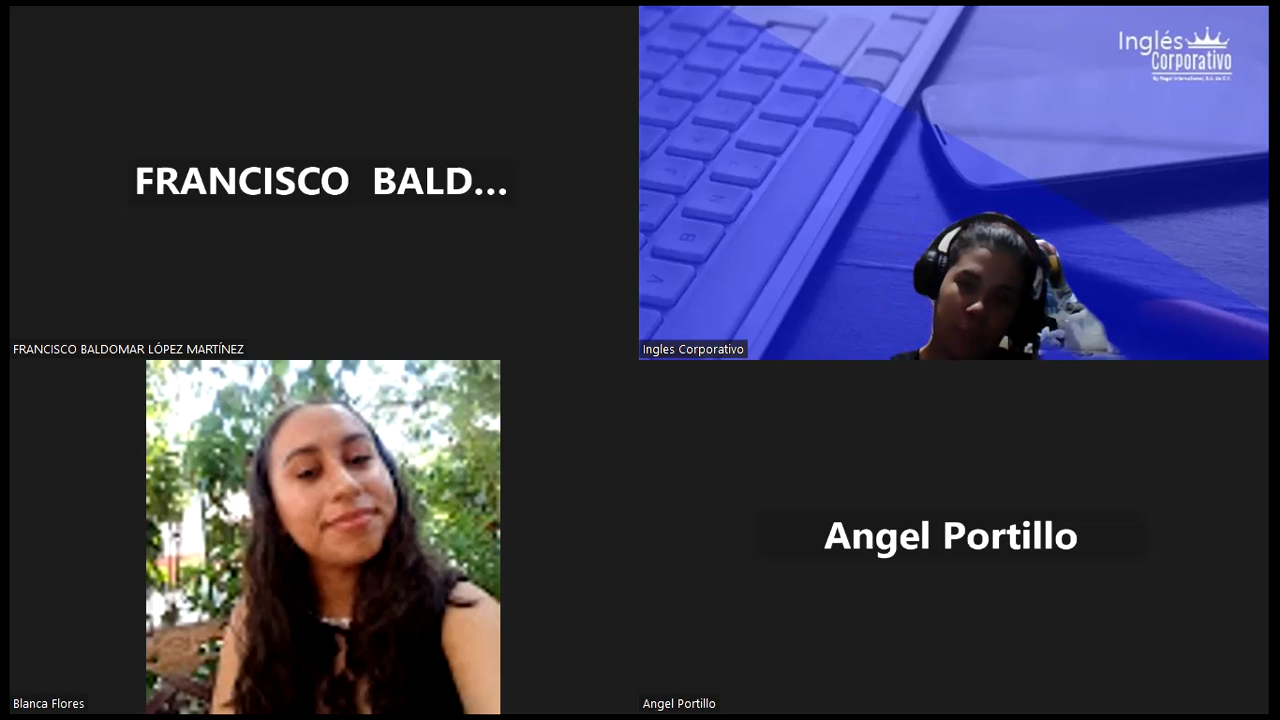 FRANCISCO BALD...
FRANCISCO BALDOMAR LÓPEZ MARTÍNEZ
Inglés
Corporativo
Ingles Corporativo
Blanca Flores
Angel Portillo
Angel Portillo